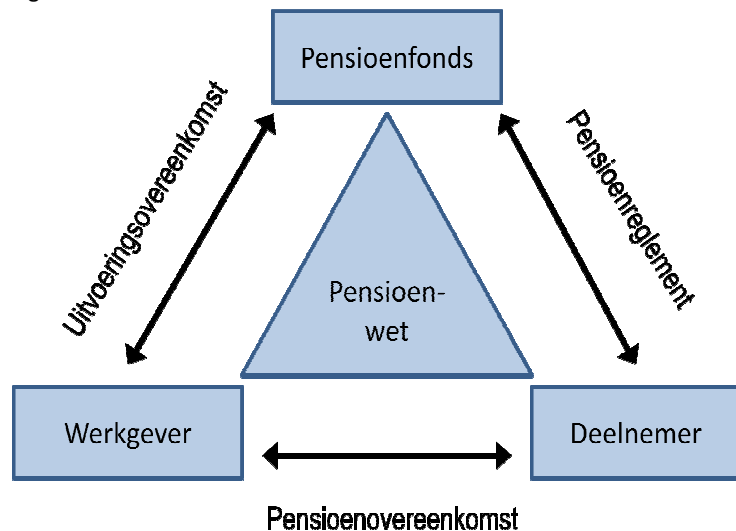 Pensioenfonds
Uitvoeringsovereenkomst
Pensioenreglement
Pensioen-
wet
Werkgever
Deelnemer
Pensioenovereenkomst